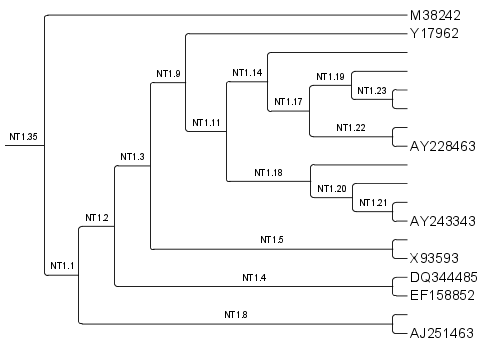 M38242
Y17962
NT1.9
NT1.14
NT1.19
NT1.23
NT1.17
NT1.11
NT1.22
NT1.35
AY228463
NT1.3
NT1.18
NT1.20
NT1.21
NT1.2
AY243343
NT1.5
X93593
NT1.1
NT1.4
DQ344485
EF158852
NT1.8
AJ251463